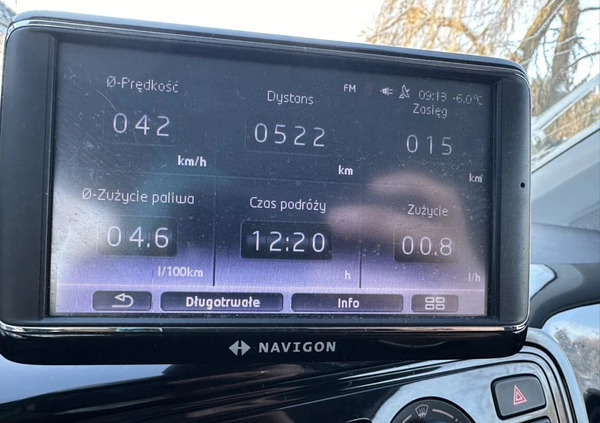 FM 09:13 -6.0°C
Ø-Prędkość
042
km/h
Dystans
0522
km
Zasięg
015
km
Ø-Zużycie paliwa
04.6
l/100km
Czas podróży
12:20
h
Zużycie
00.8
l/h
Długotrwałe
Info
NAVIGON